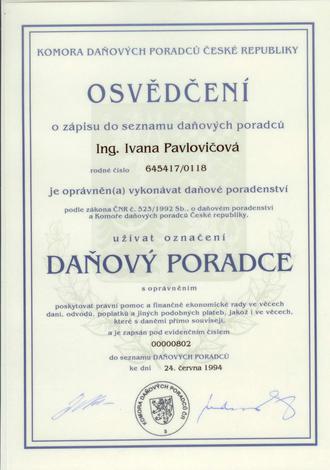 KOMORA DAŇOVÝCH PORADCŮ ČESKÉ REPUBLIKY
OSVĚDČENÍ
o zápisu do seznamu daňových poradců
Ing. Ivana Pavlovičová
rodné číslo 645417/0118
je oprávněn(a) vykonávat daňové poradenství
podle zákona ČNR č. 523/1992 Sb., o daňovém poradenství
a Komoře daňových poradců České republiky,
užívat označení
DAŇOVÝ PORADCE
s oprávněním
poskytovat právní pomoc a finančně ekonomické rady ve věcech
daní, odvodů, poplatků a jiných podobných plateb, jakož i ve věcech,
které s daněmi přímo souvisejí,
a je zapsán pod evidenčním číslem
00000802
do seznamu DAŇOVÝCH PORADCŮ
ke dni 24. června 1994
KOMORA DAŇOVÝCH PORADCŮ ČR